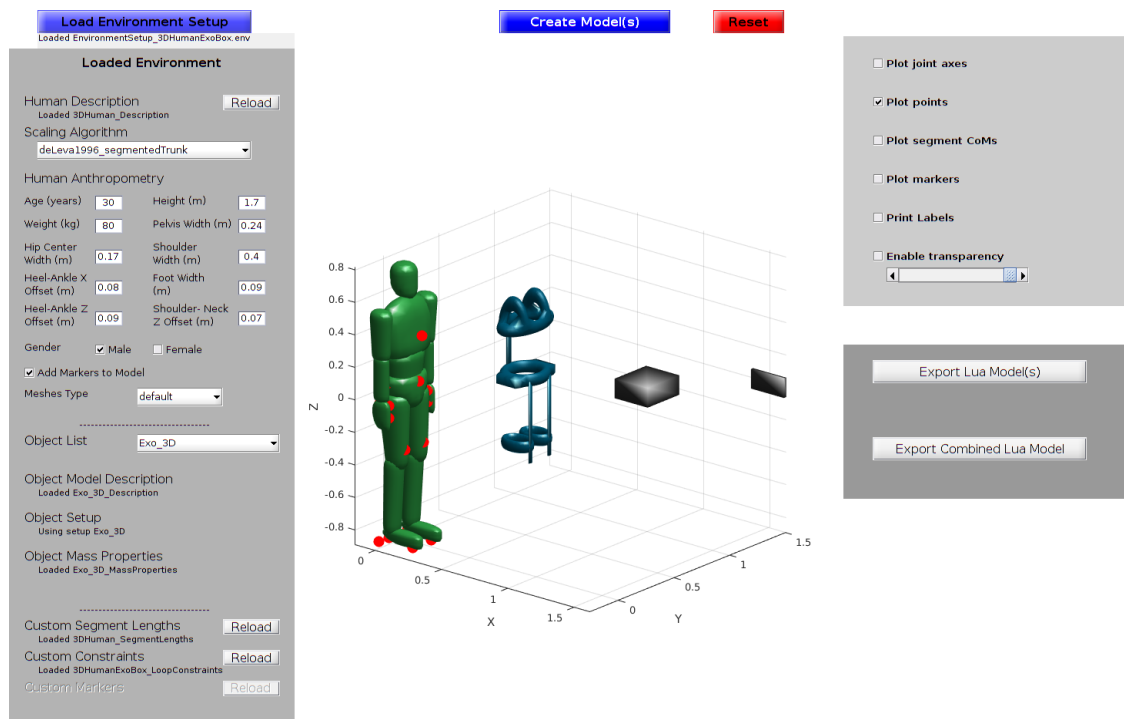 Load Environment Setup
Create Model(s)
Reset
Loaded EnvironmentSetup_3DHumanExoBox.env
Loaded Environment
Human Description
Reload
Loaded 3DHuman_Description
Scaling Algorithm
deLeva1996_segmentedTrunk
Human Anthropometry
Age (years) 30 Height (m) 1.7
Weight (kg) 80 Pelvis Width (m) 0.24
Hip Center
Width (m) 0.17
Shoulder
Width (m) 0.4
Heel-Ankle X
Offset (m) 0.08
Foot Width
(m) 0.09
Heel-Ankle Z
Offset (m) 0.09
Shoulder- Neck
Z Offset (m) 0.07
Gender Male Female
Add Markers to Model
Meshes Type default
--------------------------------
Object List Exo_3D
Object Model Description
Loaded Exo_3D_Description
Object Setup
Using setup Exo_3D
Object Mass Properties
Loaded Exo_3D_MassProperties
--------------------------------
Custom Segment Lengths Reload
Loaded 3DHuman_SegmentLengths
Custom Constraints Reload
Loaded 3DHumanExoBox_LoopConstraints
Custom Markers Reload
0.8
0.6
0.4
0.2
0
-0.2
-0.4
-0.6
-0.8
Z
0
0.5
1
1.5
X
0
0.5
1
1.5
Y
Plot joint axes
Plot points
Plot segment CoMs
Plot markers
Print Labels
Enable transparency
Export Lua Model(s)
Export Combined Lua Model